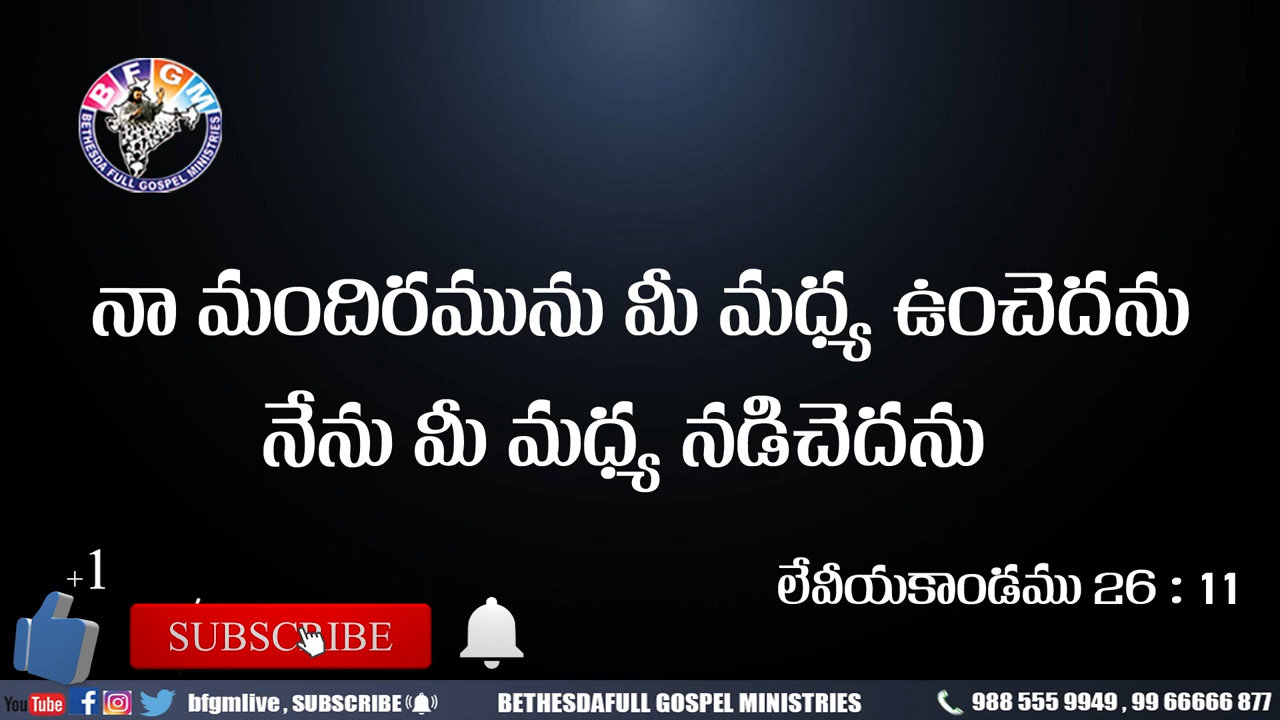 BFGM
BETHESDA FULL GOSPEL MINISTRIES
నా మందిరమును మీ మధ్య ఉంచెదను
నేను మీ మధ్య నడిచెదను
లేవీయకాండము 26 : 11
+1
SUBSCRIBE
YouTube bfgmlive , SUBSCRIBE BETHESDAFULL GOSPEL MINISTRIES 988 555 9949 , 99 66666 877